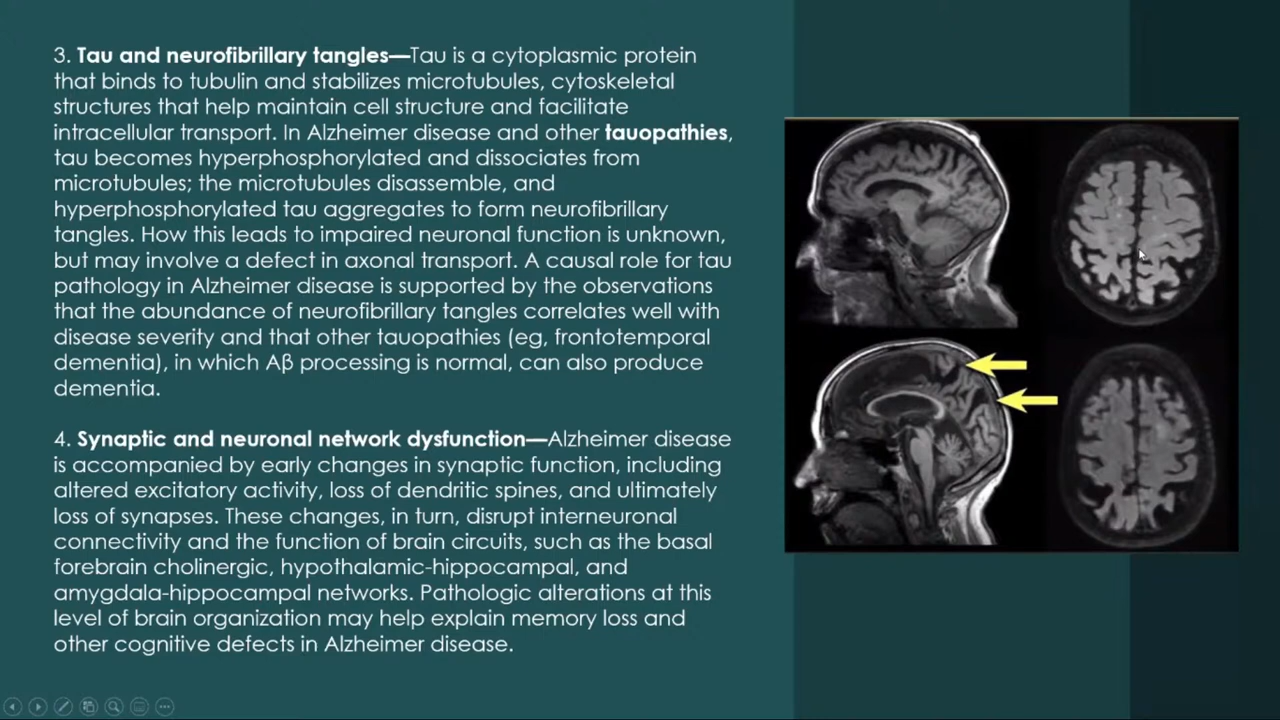 3. Tau and neurofibrillary tangles—Tau is a cytoplasmic protein
that binds to tubulin and stabilizes microtubules, cytoskeletal
structures that help maintain cell structure and facilitate
intracellular transport. In Alzheimer disease and other tauopathies,
tau becomes hyperphosphorylated and dissociates from
microtubules; the microtubules disassemble, and
hyperphosphorylated tau aggregates to form neurofibrillary
tangles. How this leads to impaired neuronal function is unknown,
but may involve a defect in axonal transport. A causal role for tau
pathology in Alzheimer disease is supported by the observations
that the abundance of neurofibrillary tangles correlates well with
disease severity and that other tauopathies (eg, frontotemporal
dementia), in which Aβ processing is normal, can also produce
dementia.
4. Synaptic and neuronal network dysfunction—Alzheimer disease
is accompanied by early changes in synaptic function, including
altered excitatory activity, loss of dendritic spines, and ultimately
loss of synapses. These changes, in turn, disrupt interneuronal
connectivity and the function of brain circuits, such as the basal
forebrain cholinergic, hypothalamic-hippocampal, and
amygdala-hippocampal networks. Pathologic alterations at this
level of brain organization may help explain memory loss and
other cognitive defects in Alzheimer disease.